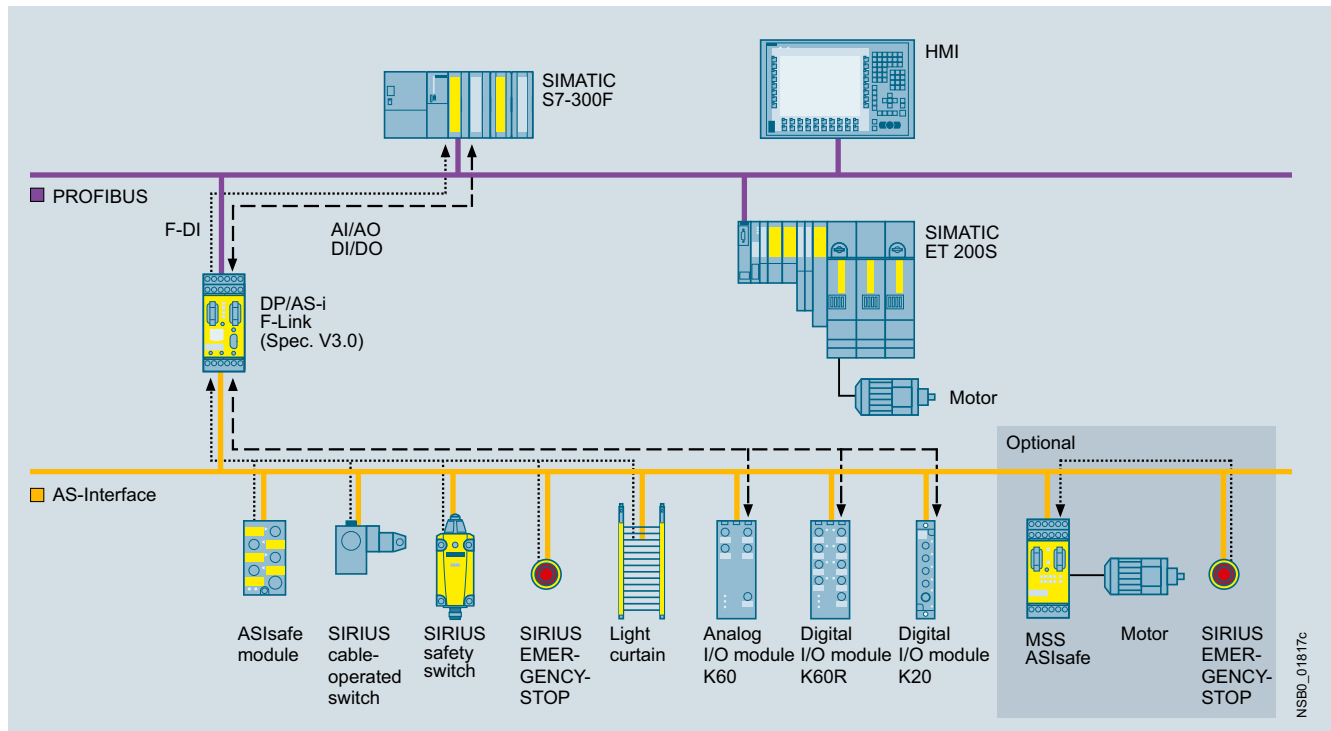 SIMATIC
S7-300F
HMI
PROFIBUS
F-DI
AI/AO
DI/DO
SIMATIC
ET 200S
DP/AS-i
F-Link
(Spec. V3.0)
Motor
Optional
AS-Interface
ASIsafe
module
SIRIUS
cable-
operated
switch
SIRIUS
safety
switch
SIRIUS
EMER-
GENCY-
STOP
Light
curtain
Analog
I/O module
K60
Digital
I/O module
K60R
Digital
I/O module
K20
MSS
ASIsafe
Motor
SIRIUS
EMER-
GENCY-
STOP
NSB0_01817c